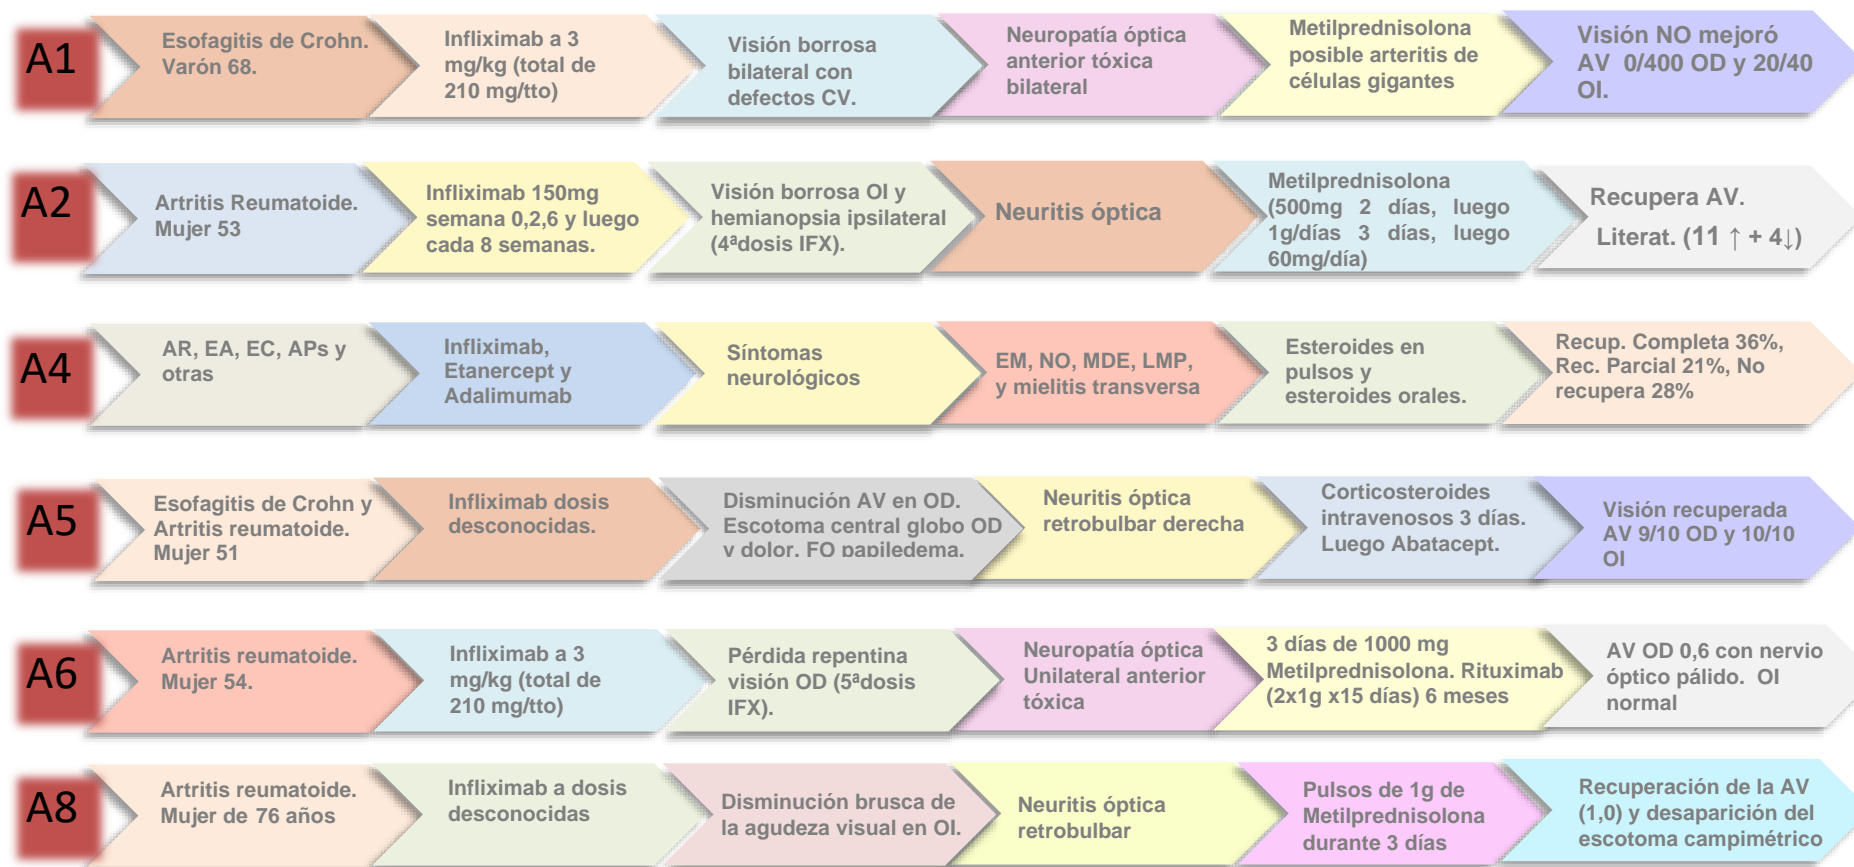 A1
Esofagitis de Crohn.
Varón 68.
Infliximab a 3
mg/kg (total de
210 mg/tto)
Visión borrosa
bilateral con
defectos CV.
Neuropatía óptica
anterior tóxica
bilateral
Metilprednisolona
posible arteritis de
células gigantes
Visión NO mejoró
AV 0/400 OD y 20/40
OI.
A2
Artritis Reumatoide.
Mujer 53
Infliximab 150mg
semana 0,2,6 y luego
cada 8 semanas.
Visión borrosa OI y
hemianopsia ipsilateral
(4ªdosis IFX).
Neuritis óptica
Metilprednisolona
(500mg 2 días, luego
1g/días 3 días, luego
60mg/día)
Recupera AV.
Literat. (11 ↑ + 4↓)
A4
AR, EA, EC, APs y
otras
Infliximab,
Etanercept y
Adalimumab
Síntomas
neurológicos
EM, NO, MDE, LMP,
y mielitis transversa
Esteroides en
pulsos y
esteroides orales.
Recup. Completa 36%,
Rec. Parcial 21%, No
recupera 28%
A5
Esofagitis de Crohn y
Artritis reumatoide.
Mujer 51
Infliximab dosis
desconocidas.
Disminución AV en OD.
Escotoma central globo OD
y dolor. FO papiledema.
Neuritis óptica
retrobulbar derecha
Corticosteroides
intravenosos 3 días.
Luego Abatacept.
Visión recuperada
AV 9/10 OD y 10/10
OI
A6
Artritis reumatoide.
Mujer 54.
Infliximab a 3
mg/kg (total de
210 mg/tto)
Pérdida repentina
visión OD (5ªdosis
IFX).
Neuropatía óptica
Unilateral anterior
tóxica
3 días de 1000 mg
Metilprednisolona. Rituximab
(2x1g x15 días) 6 meses
AV OD 0,6 con nervio
óptico pálido. OI
normal
A8
Artritis reumatoide.
Mujer de 76 años
Infliximab a dosis
desconocidas
Disminución brusca de
la agudeza visual en OI.
Neuritis óptica
retrobulbar
Pulsos de 1g de
Metilprednisolona
durante 3 días
Recuperación de la AV
(1,0) y desaparición del
escotoma campimétrico